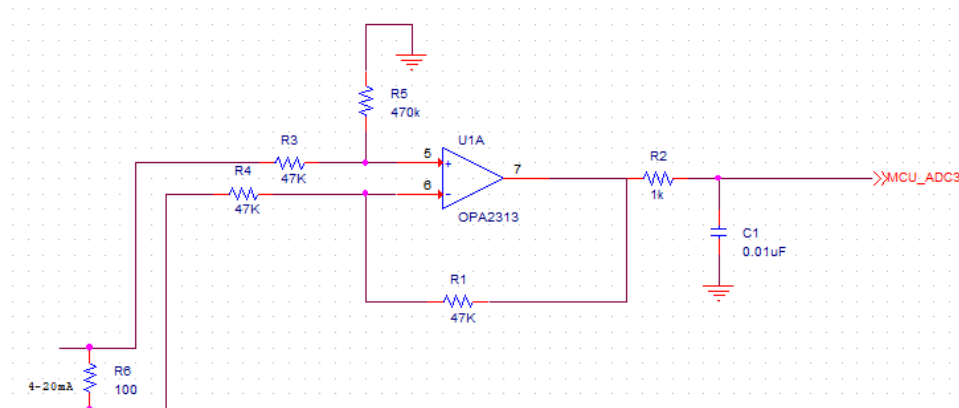 R5
470k
U1A
R3
5
+
7
R2
47K
R4
6
-
MCU_ADC3
47K
OPA2313
1k
C1
0.01uF
R1
47K
R6
4-20mA
100